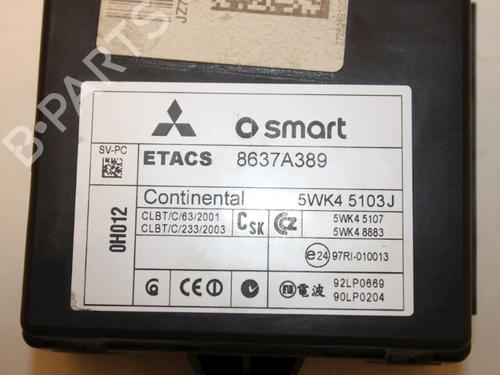 B-PARTS
smart
SV-PC
ETACS 8637A389
Continental 5WK4 5103J
0H012
CLBT/C/63/2001
CLBT/C/233/2003
CSK
CCZ
5WK4 5107
5WK4 8883
e24 97RI-010013
G CE N 電波
92LP0669
90LP0204